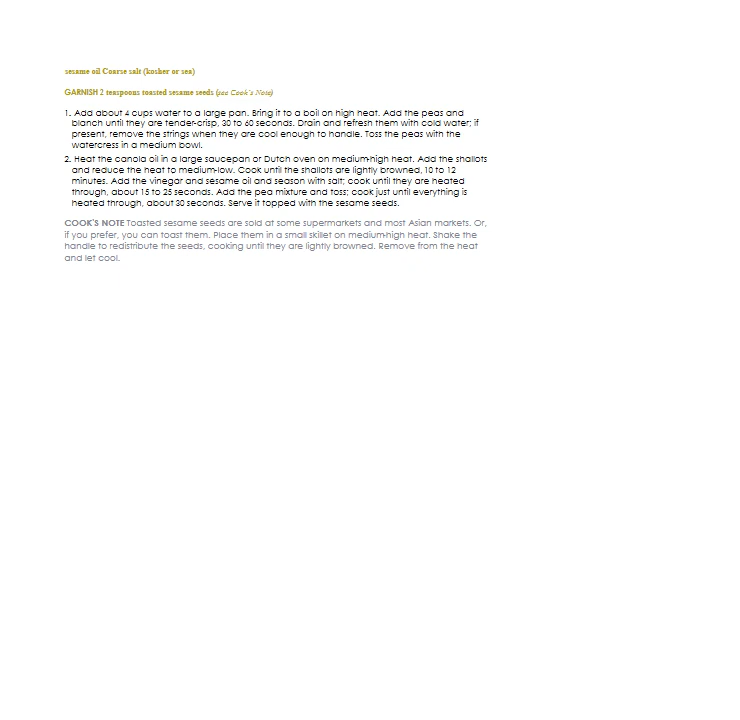 sesame oil Coarse salt (kosher or sea)
GARNISH 2 teaspoons toasted sesame seeds (see Cook's Note)
1. Add about 4 cups water to a large pan. Bring it to a boil on high heat. Add the peas and
blanch until they are tender-crisp, 30 to 60 seconds. Drain and refresh them with cold water; if
present, remove the strings when they are cool enough to handle. Toss the peas with the
watercress in a medium bowl.
2. Heat the canola oil in a large saucepan or Dutch oven on medium-high heat. Add the shallots
and reduce the heat to medium-low. Cook until the shallots are lightly browned, 10 to 12
minutes. Add the vinegar and sesame oil and season with salt; cook until they are heated
through, about 15 to 25 seconds. Add the pea mixture and toss; cook just until everything is
heated through, about 30 seconds. Serve it topped with the sesame seeds.
COOK'S NOTE Toasted sesame seeds are sold at some supermarkets and most Asian markets. Or,
if you prefer, you can toast them. Place them in a small skillet on medium-high heat. Shake the
handle to redistribute the seeds, cooking until they are lightly browned. Remove from the heat
and let cool.